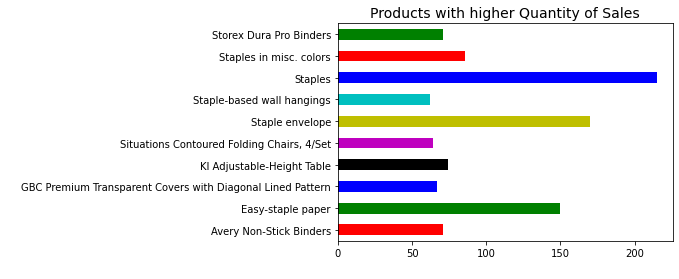 Products with higher Quantity of Sales
Storex Dura Pro Binders
Staples in misc. colors
Staples
Staple-based wall hangings
Staple envelope
Situations Contoured Folding Chairs, 4/Set
KI Adjustable-Height Table
GBC Premium Transparent Covers with Diagonal Lined Pattern
Easy-staple paper
Avery Non-Stick Binders
0 50 100 150 200